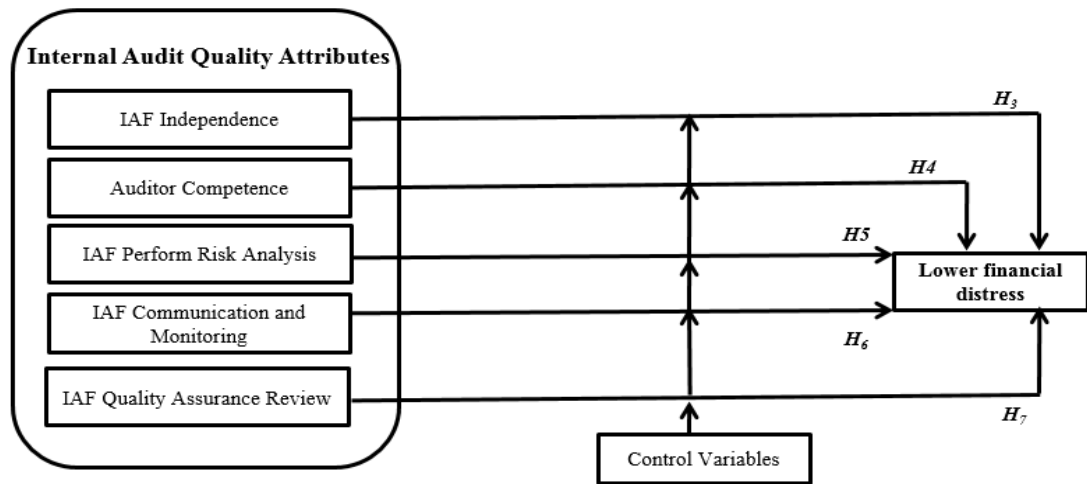 Internal Audit Quality Attributes
IAF Independence
H3
Auditor Competence
H4
IAF Perform Risk Analysis
H5
Lower financial
distress
IAF Communication and
Monitoring
H6
IAF Quality Assurance Review
H7
Control Variables